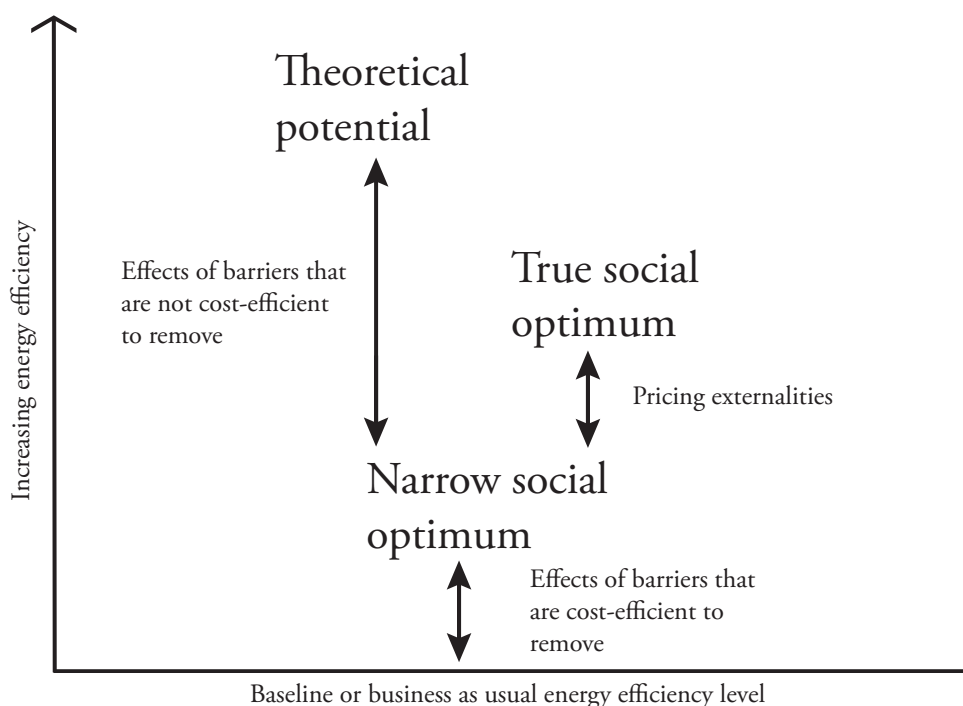 Theoretical
potential
Effects of barriers that
are not cost-efficient
to remove
True social
optimum
Pricing externalities
Narrow social
optimum
Effects of barriers that
are cost-efficient to
remove
Increasing energy efficiency
Baseline or business as usual energy efficiency level